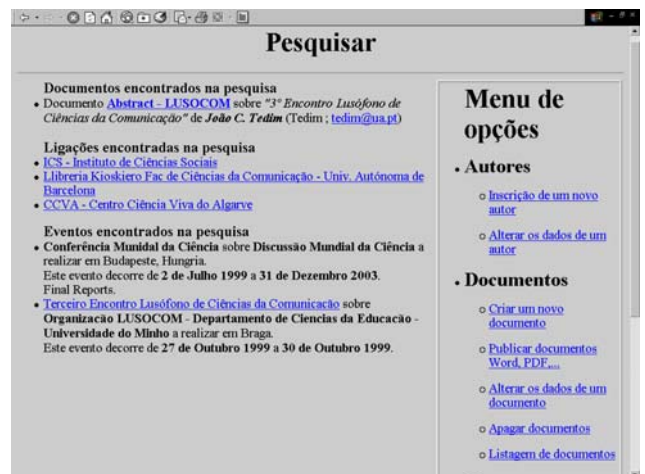 Pesquisar
Documentos encontrados na pesquisa
• Documento Abstract - LUSOCOM sobre "3º Encontro Lusófono de
Ciências da Comunicação" de João C. Tedim (Tedim ; tedim@ua.pt)
Ligações encontradas na pesquisa
• ICS - Instituto de Ciências Sociais
• Llibreria Kioskiero Fac de Ciências da Comunicação - Univ. Autónoma de
Barcelona
• CCVA - Centro Ciência Viva do Algarve
Eventos encontrados na pesquisa
• Conferência Munidal da Ciência sobre Discussão Mundial da Ciência a
realizar em Budapeste, Hungria.
Este evento decorre de 2 de Julho 1999 a 31 de Dezembro 2003.
Final Reports.
• Terceiro Encontro Lusófono de Ciências da Comunicacão sobre
Organizacão LUSOCOM - Departamento de Ciencias da Educacão -
Universidade do Minho a realizar em Braga.
Este evento decorre de 27 de Outubro 1999 a 30 de Outubro 1999.
Menu de
opções
• Autores
o Inscrição de um novo
autor
o Alterar os dados de um
autor
• Documentos
o Criar um novo
documento
o Publicar documentos
Word, PDF,...
o Alterar os dados de um
documento
o Apagar documentos
o Listagem de documentos